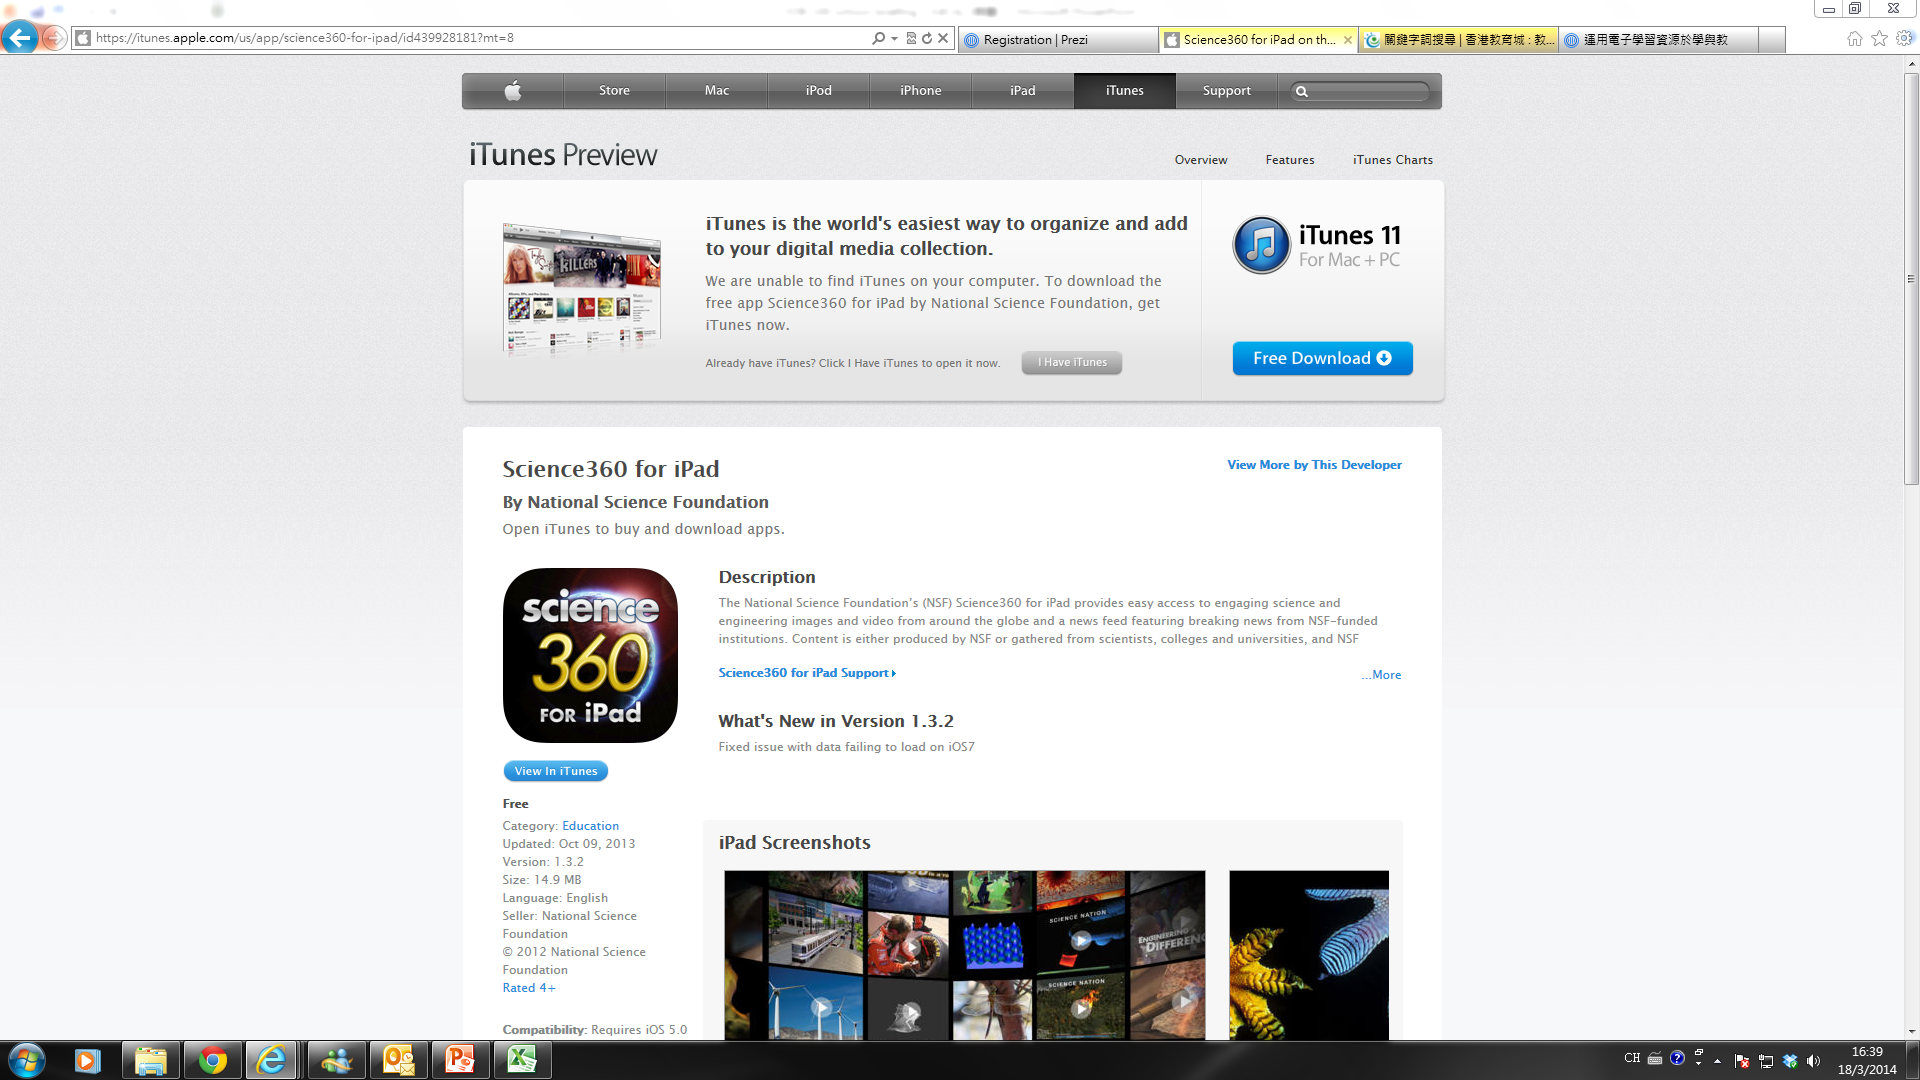 https://itunes.apple.com/us/app/science360-for-ipad/id439928181?mt=8
Registration | Prezi
Science360 for iPad on th...
關鍵字詞搜尋 | 香港教育城 : 教...
運用電子學習資源於學與教
Store
Mac
iPod
iPhone
iPad
iTunes
Support
iTunes Preview
Overview
Features
iTunes Charts
iTunes is the world's easiest way to organize and add
to your digital media collection.
We are unable to find iTunes on your computer. To download the
free app Science360 for iPad by National Science Foundation, get
iTunes now.
Already have iTunes? Click I Have iTunes to open it now.
I Have iTunes
iTunes 11
For Mac + PC
Free Download
KILLERS
Science360 for iPad
View More by This Developer
By National Science Foundation
Open iTunes to buy and download apps.
science
360
FOR iPad
Description
The National Science Foundation's (NSF) Science360 for iPad provides easy access to engaging science and
engineering images and video from around the globe and a news feed featuring breaking news from NSF-funded
institutions. Content is either produced by NSF or gathered from scientists, colleges and universities, and NSF
Science360 for iPad Support
...More
What's New in Version 1.3.2
Fixed issue with data failing to load on iOS7
View In iTunes
Free
Category: Education
Updated: Oct 09, 2013
Version: 1.3.2
Size: 14.9 MB
Language: English
Seller: National Science
Foundation
© 2012 National Science
Foundation
Rated 4+
Compatibility: Requires iOS 5.0
iPad Screenshots
SCIENCE NATION
ENGINEERING
DIFFERENC
SCIENCE NATION
CH
16:39
18/3/2014